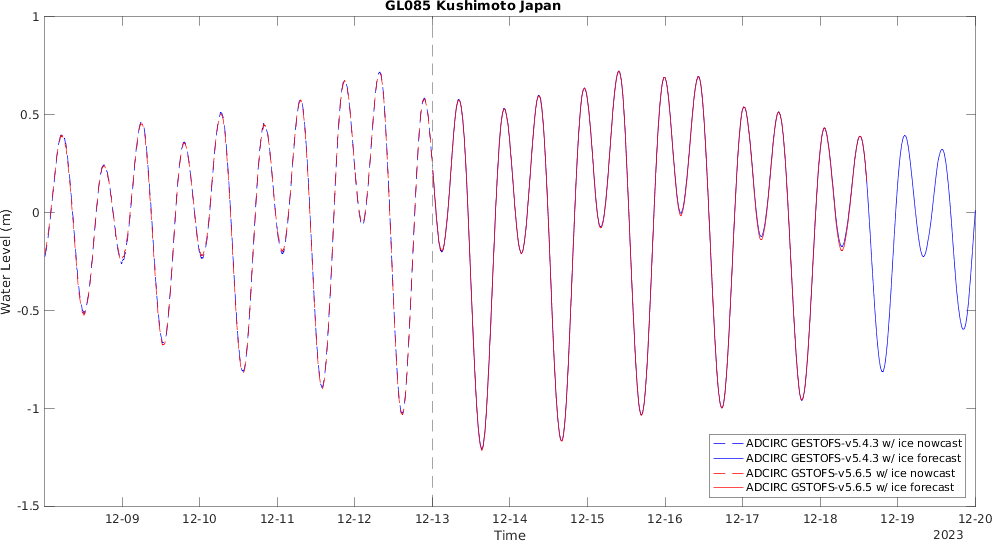 GL085 Kushimoto Japan
1
0.5
0
-0.5
-1
-1.5
Water Level (m)
12-09 12-10 12-11 12-12 12-13 12-14 12-15 12-16 12-17 12-18 12-19 12-20
Time
2023
ADCIRC GESTOFS-v5.4.3 w/ ice nowcast
ADCIRC GESTOFS-v5.4.3 w/ ice forecast
ADCIRC GSTOFS-v5.6.5 w/ ice nowcast
ADCIRC GSTOFS-v5.6.5 w/ ice forecast